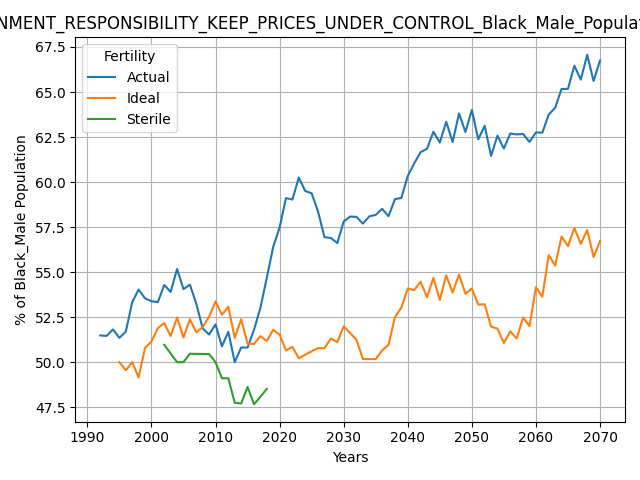 NMENT_RESPONSIBILITY_KEEP_PRICES_UNDER_CONTROL_Black_Male_Populat
Fertility
Actual
Ideal
Sterile
% of Black_Male Population
67.5
65.0
62.5
60.0
57.5
55.0
52.5
50.0
47.5
1990 2000 2010 2020 2030 2040 2050 2060 2070
Years